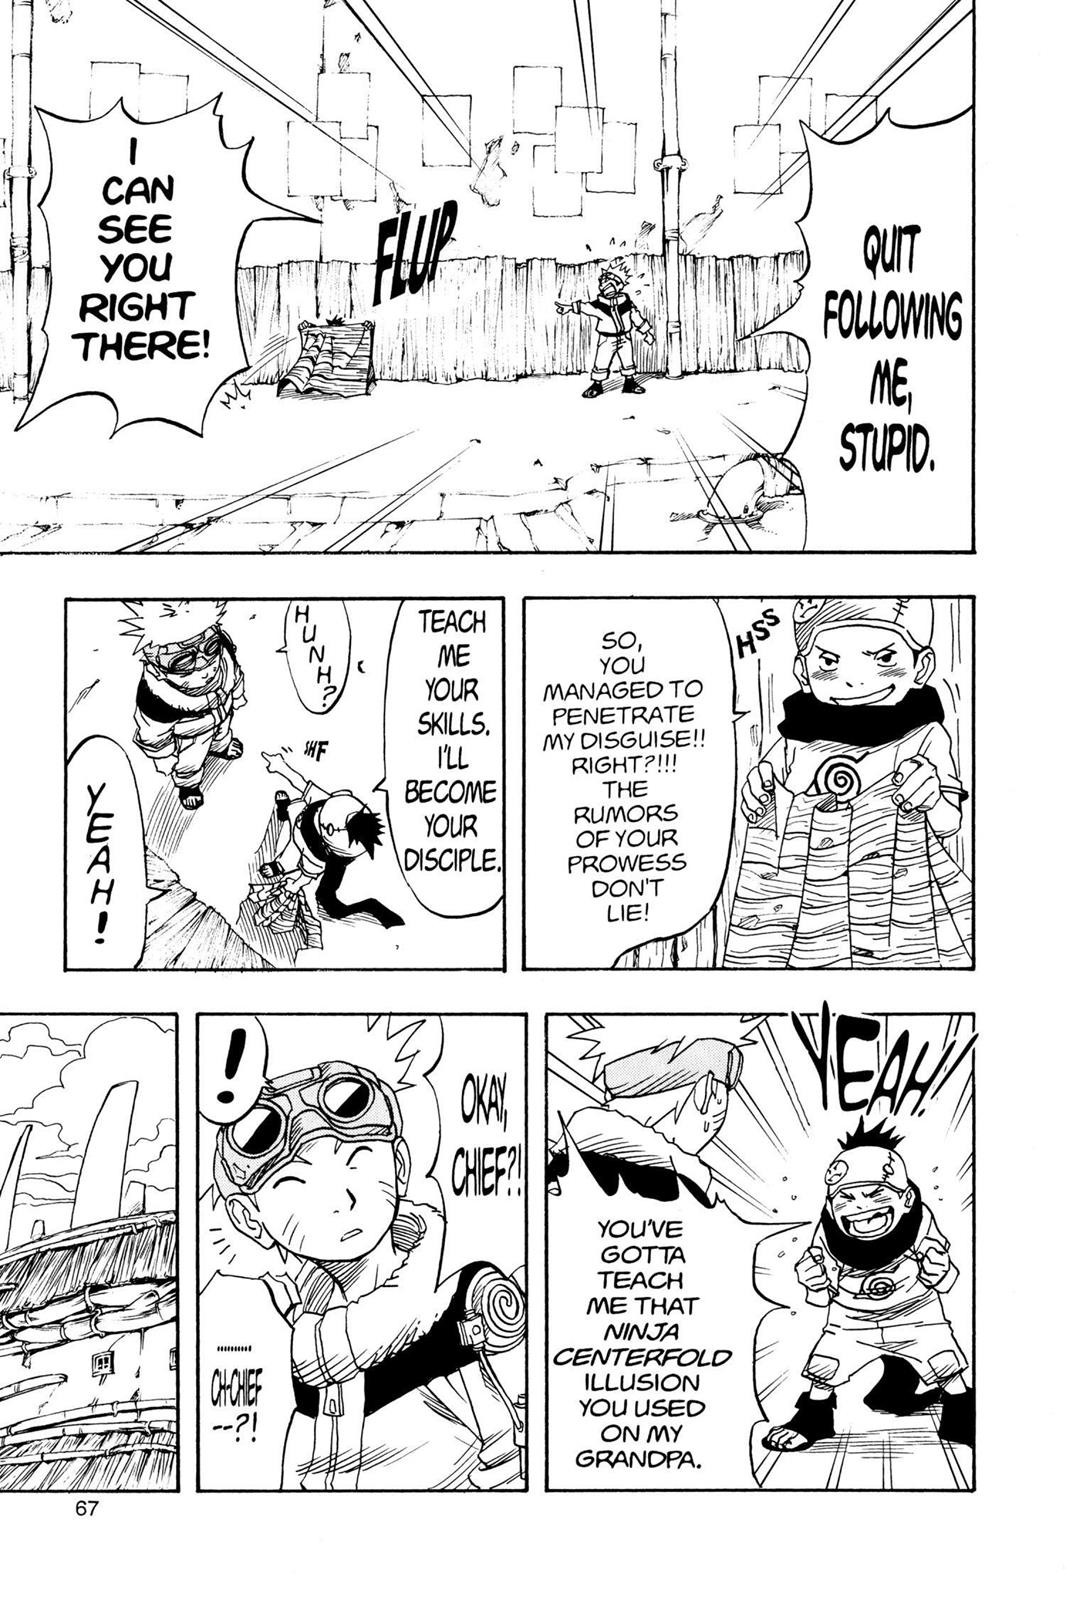 QUIT
FOLLOWING
ME,
STUPID.
FLUP
I
CAN
SEE
YOU
RIGHT
THERE!
HSS
SO,
YOU
MANAGED TO
PENETRATE
MY DISGUISE!!
RIGHT?!!!
THE
RUMORS
OF YOUR
PROWESS
DON'T
LIE!
TEACH
ME
YOUR
SKILLS.
I'LL
BECOME
YOUR
DISCIPLE.
SHF
HUNH?
YEAH!
YEAH!
YOU'VE
GOTTA
TEACH
ME THAT
NINJA
CENTERFOLD
ILLUSION
YOU USED
ON MY
GRANDPA.
OKAY,
CHIEF?!
!
..........
CH-CHIEF
--?!
67